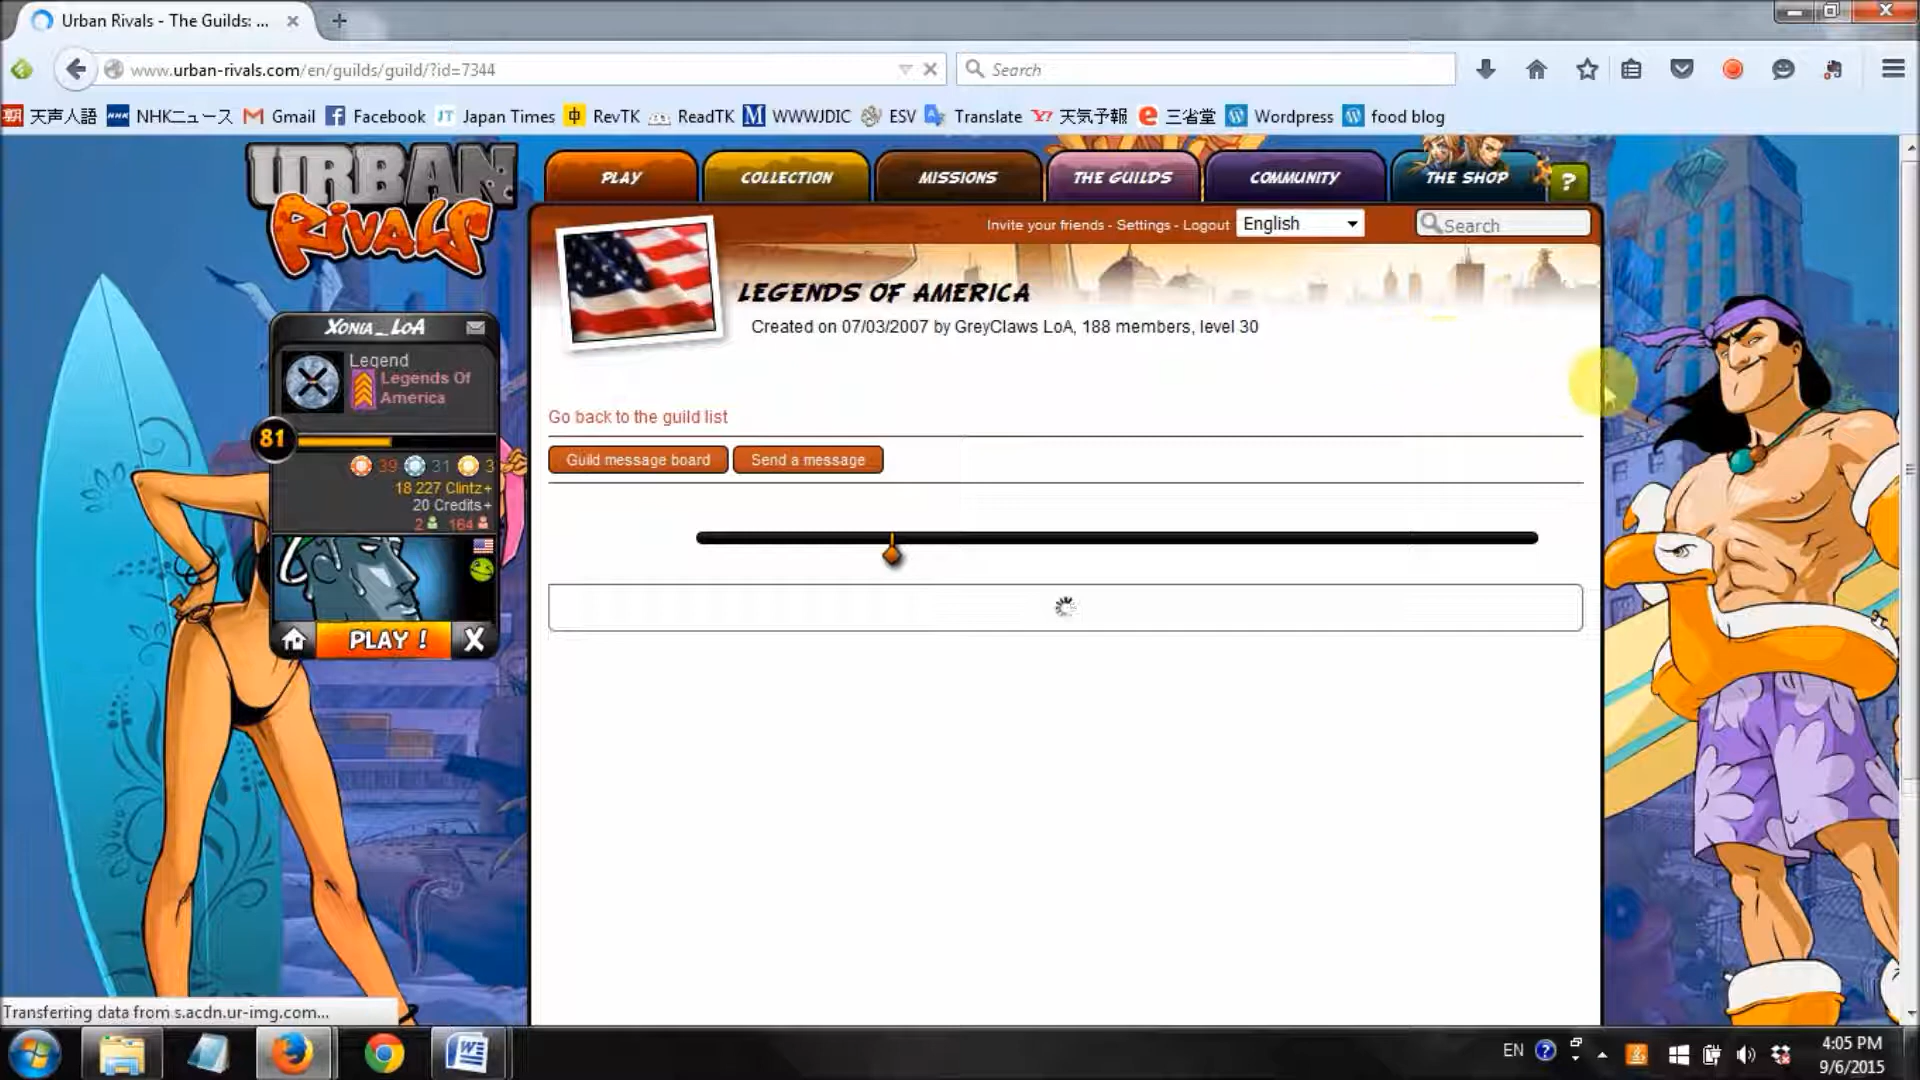 Urban Rivals - The Guilds: ...
www.urban-rivals.com/en/guilds/guild/?id=7344
Search
天声人語 NHKニュース Gmail Facebook Japan Times RevTK ReadTK WWWJDIC ESV Translate 天気予報 三省堂 Wordpress food blog
URBAN RIVALS
PLAY COLLECTION MISSIONS THE GUILDS COMMUNITY THE SHOP ?
Invite your friends - Settings - Logout English Search
LEGENDS OF AMERICA
Created on 07/03/2007 by GreyClaws LoA, 188 members, level 30
XONIA_LOA
Legend
Legends Of
America
81
39 31 3
18 227 Clintz+
20 Credits+
2 164
PLAY !
Go back to the guild list
Guild message board Send a message
Transferring data from s.acdn.ur-img.com...
EN
4:05 PM
9/6/2015